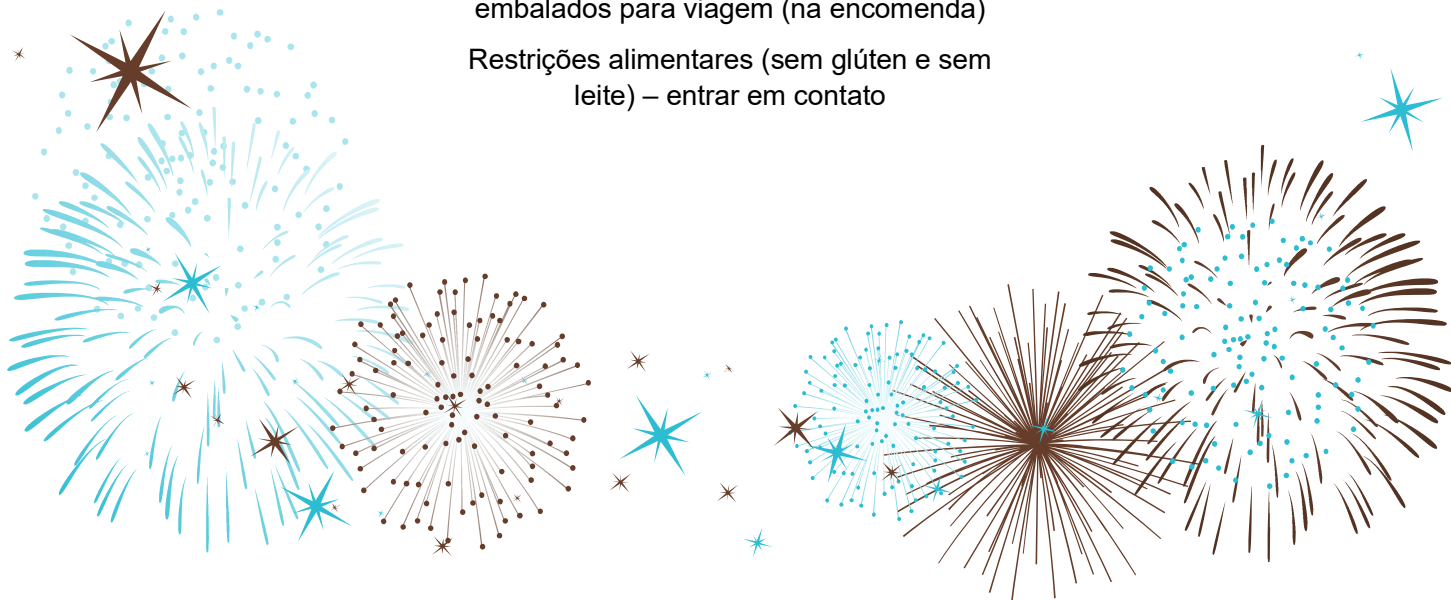 embalados para viagem (na encomenda)
Restrições alimentares (sem glúten e sem
leite) – entrar em contato